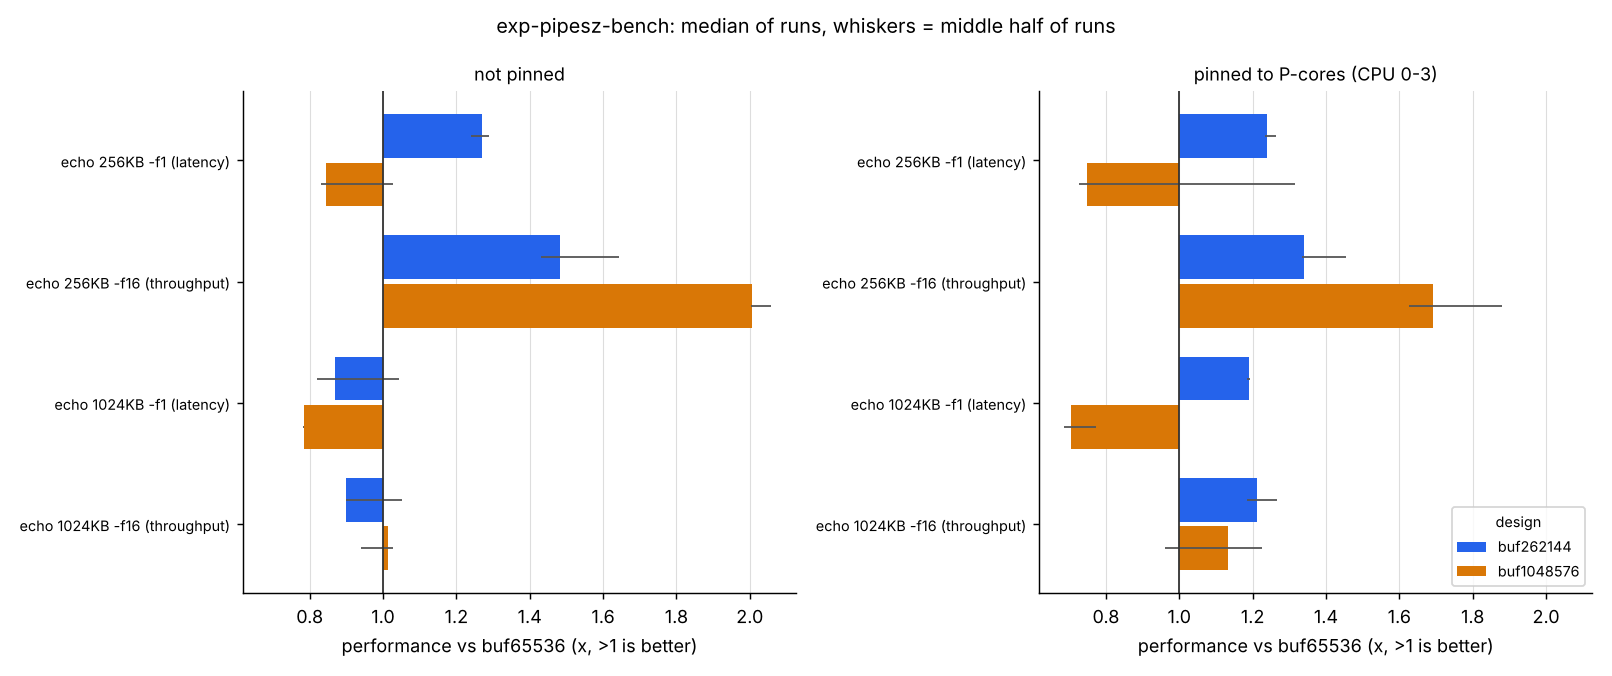 exp-pipesz-bench: median of runs, whiskers = middle half of runs
not pinned
echo 256KB -f1 (latency)
echo 256KB -f16 (throughput)
echo 1024KB -f1 (latency)
echo 1024KB -f16 (throughput)
0.8 1.0 1.2 1.4 1.6 1.8 2.0
performance vs buf65536 (x, >1 is better)
pinned to P-cores (CPU 0-3)
echo 256KB -f1 (latency)
echo 256KB -f16 (throughput)
echo 1024KB -f1 (latency)
echo 1024KB -f16 (throughput)
design
buf262144
buf1048576
0.8 1.0 1.2 1.4 1.6 1.8 2.0
performance vs buf65536 (x, >1 is better)